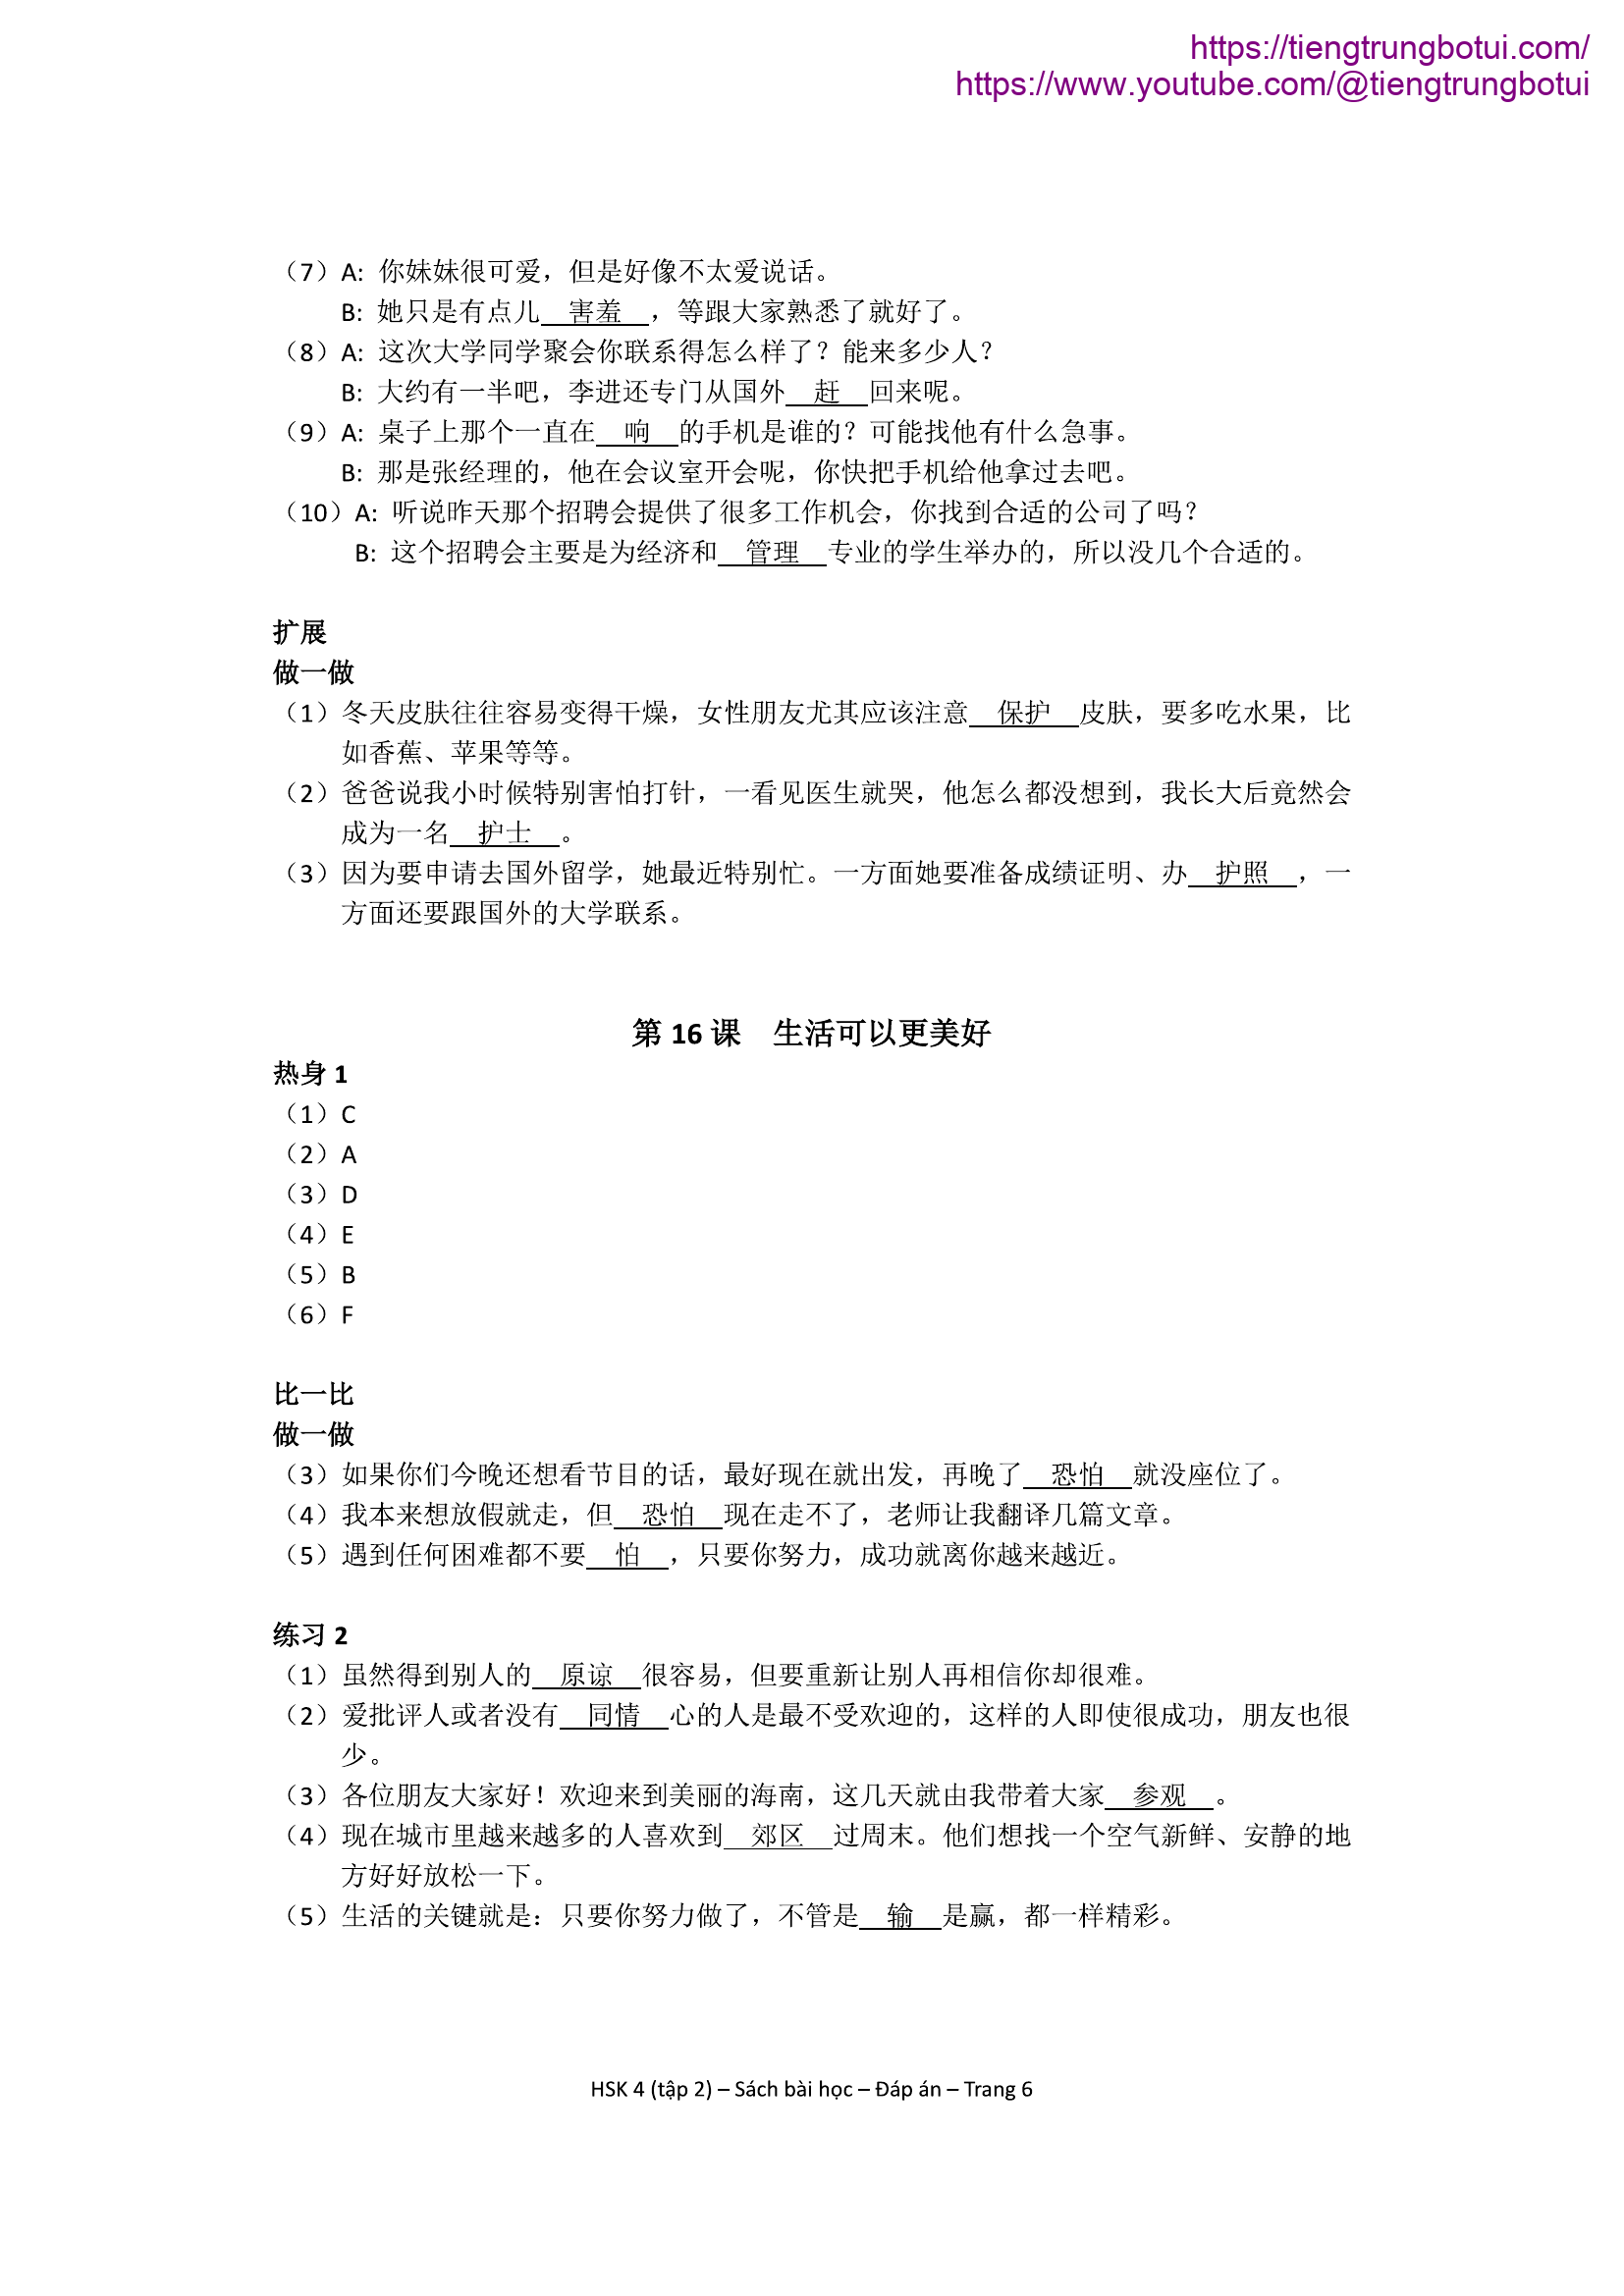 https://tiengtrungbotui.com/
https://www.youtube.com/@tiengtrungbotui
（7）A: 你妹妹很可爱，但是好像不太爱说话。
B: 她只是有点儿__害羞__，等跟大家熟悉了就好了。
（8）A: 这次大学同学聚会你联系得怎么样了？能来多少人？
B: 大约有一半吧，李进还专门从国外__赶__回来呢。
（9）A: 桌子上那个一直在__响__的手机是谁的？可能找他有什么急事。
B: 那是张经理的，他在会议室开会呢，你快把手机给他拿过去吧。
（10）A: 听说昨天那个招聘会提供了很多工作机会，你找到合适的公司了吗？
B: 这个招聘会主要是为经济和__管理__专业的学生举办的，所以没几个合适的。
扩展
做一做
（1）冬天皮肤往往容易变得干燥，女性朋友尤其应该注意__保护__皮肤，要多吃水果，比
如香蕉、苹果等等。
（2）爸爸说我小时候特别害怕打针，一看见医生就哭，他怎么都没想到，我长大后竟然会
成为一名__护士__。
（3）因为要申请去国外留学，她最近特别忙。一方面她要准备成绩证明、办__护照__，一
方面还要跟国外的大学联系。
第 16 课 生活可以更美好
热身 1
（1）C
（2）A
（3）D
（4）E
（5）B
（6）F
比一比
做一做
（3）如果你们今晚还想看节目的话，最好现在就出发，再晚了__恐怕__就没座位了。
（4）我本来想放假就走，但__恐怕__现在走不了，老师让我翻译几篇文章。
（5）遇到任何困难都不要__怕__，只要你努力，成功就离你越来越近。
练习 2
（1）虽然得到别人的__原谅__很容易，但要重新让别人再相信你却很难。
（2）爱批评人或者没有__同情__心的人是最不受欢迎的，这样的人即使很成功，朋友也很
少。
（3）各位朋友大家好！欢迎来到美丽的海南，这几天就由我带着大家__参观__。
（4）现在城市里越来越多的人喜欢到__郊区__过周末。他们想找一个空气新鲜、安静的地
方好好放松一下。
（5）生活的关键就是：只要你努力做了，不管是__输__是赢，都一样精彩。
HSK 4 (tập 2) – Sách bài học – Đáp án – Trang 6